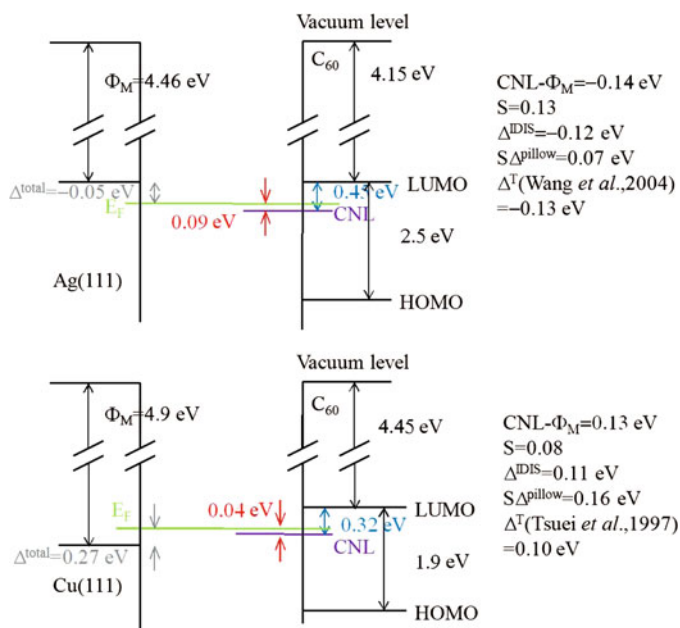 Vacuum level
Φ_M=4.46 eV
C₆₀
4.15 eV
Δ^total=−0.05 eV
E_F
0.09 eV
0.45 eV
CNL
LUMO
2.5 eV
HOMO
Ag(111)
CNL-Φ_M=−0.14 eV
S=0.13
Δ^IDIS=−0.12 eV
SΔ^pillow=0.07 eV
Δ^T(Wang et al.,2004)
=−0.13 eV
Vacuum level
Φ_M=4.9 eV
C₆₀
4.45 eV
E_F
0.04 eV
0.32 eV
CNL
LUMO
1.9 eV
HOMO
Δ^total=0.27 eV
Cu(111)
CNL-Φ_M=0.13 eV
S=0.08
Δ^IDIS=0.11 eV
SΔ^pillow=0.16 eV
Δ^T(Tsuei et al.,1997)
=0.10 eV